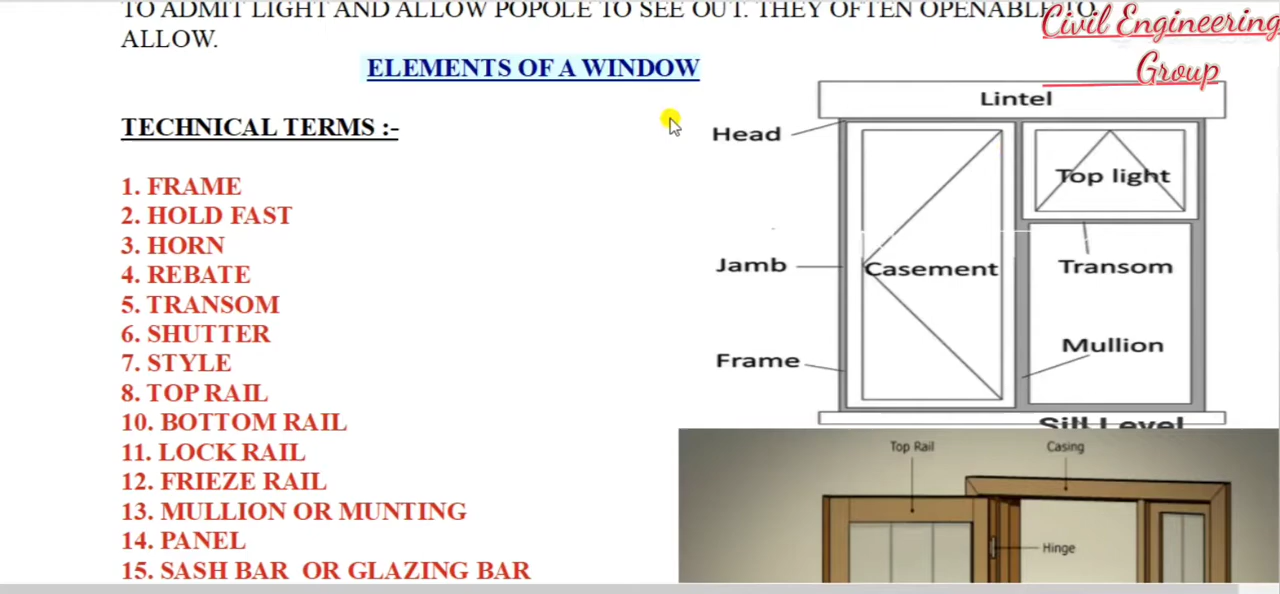 TO ADMIT LIGHT AND ALLOW POPOLE TO SEE OUT. THEY OFTEN OPENABLE TO
ALLOW.
Civil Engineering
Group
ELEMENTS OF A WINDOW
TECHNICAL TERMS :-
1. FRAME
2. HOLD FAST
3. HORN
4. REBATE
5. TRANSOM
6. SHUTTER
7. STYLE
8. TOP RAIL
10. BOTTOM RAIL
11. LOCK RAIL
12. FRIEZE RAIL
13. MULLION OR MUNTING
14. PANEL
15. SASH BAR OR GLAZING BAR
Lintel
Head
Top light
Jamb
Casement
Transom
Mullion
Frame
Sill Level
Top Rail
Casing
Hinge